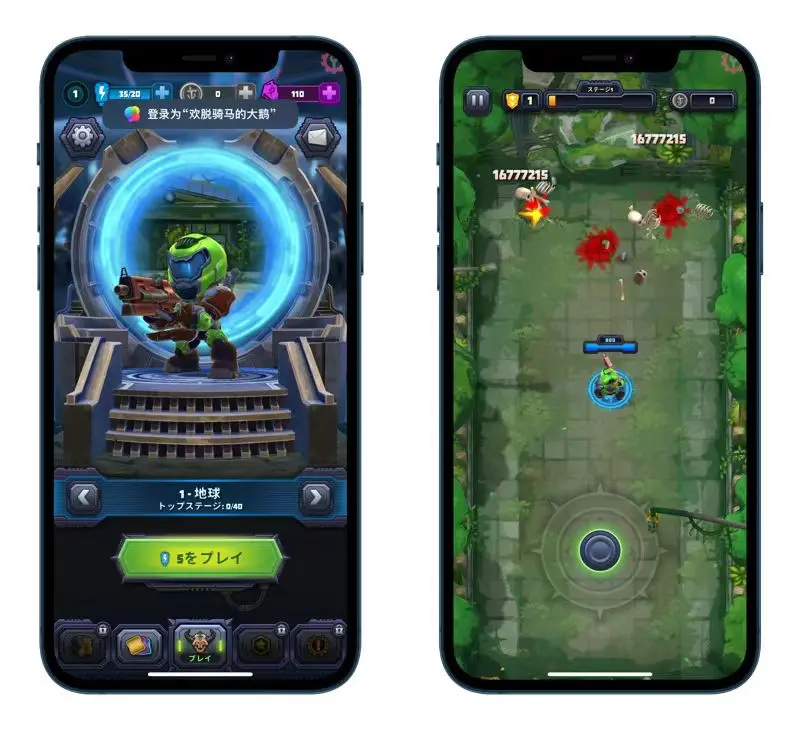 1
35/20
0
110
登录为“欢脱骑马的大鹅”
1 - 地球
トップステージ: 0/40
5をプレイ
プレイ
1
ステージ1
0
16777215
16777215
800